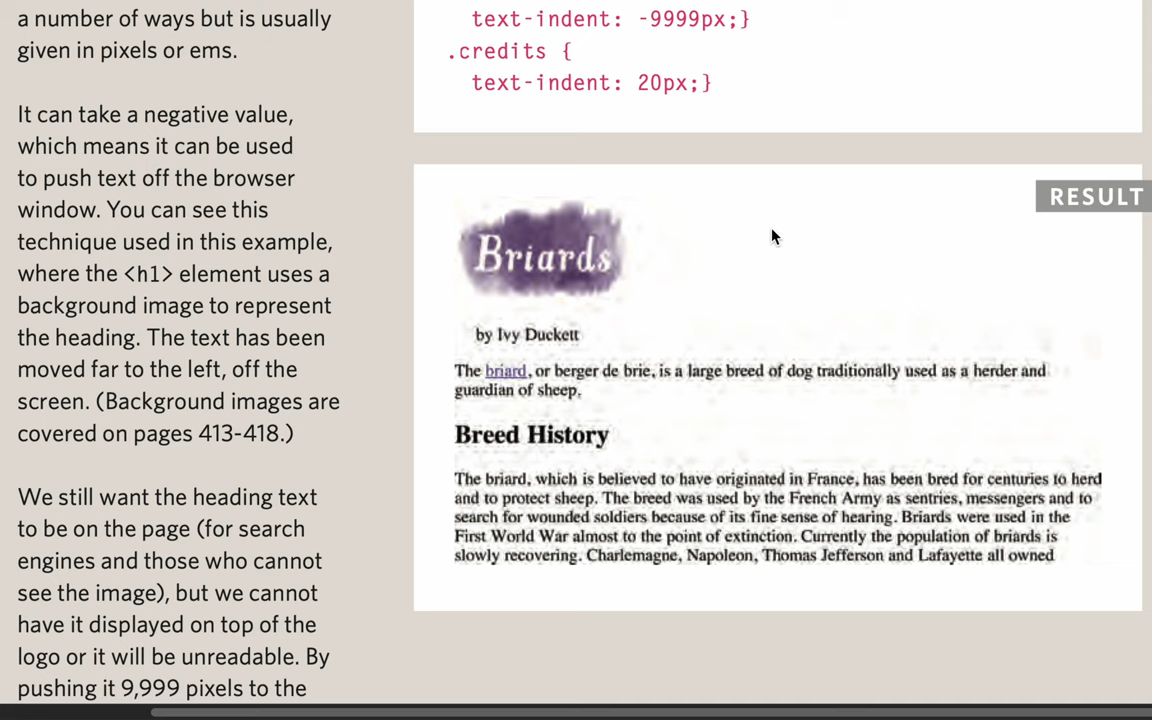 a number of ways but is usually
given in pixels or ems.
It can take a negative value,
which means it can be used
to push text off the browser
window. You can see this
technique used in this example,
where the <h1> element uses a
background image to represent
the heading. The text has been
moved far to the left, off the
screen. (Background images are
covered on pages 413-418.)
We still want the heading text
to be on the page (for search
engines and those who cannot
see the image), but we cannot
have it displayed on top of the
logo or it will be unreadable. By
pushing it 9,999 pixels to the
text-indent: -9999px;}
.credits {
text-indent: 20px;}
RESULT
Briards
by Ivy Duckett
The briard, or berger de brie, is a large breed of dog traditionally used as a herder and
guardian of sheep.
Breed History
The briard, which is believed to have originated in France, has been bred for centuries to herd
and to protect sheep. The breed was used by the French Army as sentries, messengers and to
search for wounded soldiers because of its fine sense of hearing. Briards were used in the
First World War almost to the point of extinction. Currently the population of briards is
slowly recovering. Charlemagne, Napoleon, Thomas Jefferson and Lafayette all owned